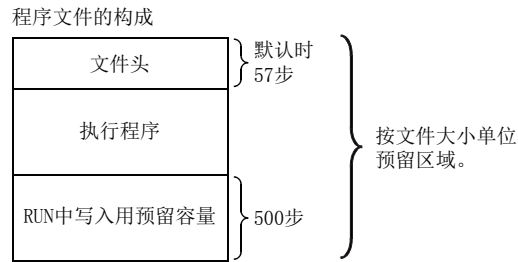 程序文件的构成
文件头
默认时
57步
执行程序
按文件大小单位
预留区域。
RUN中写入用预留容量
500步